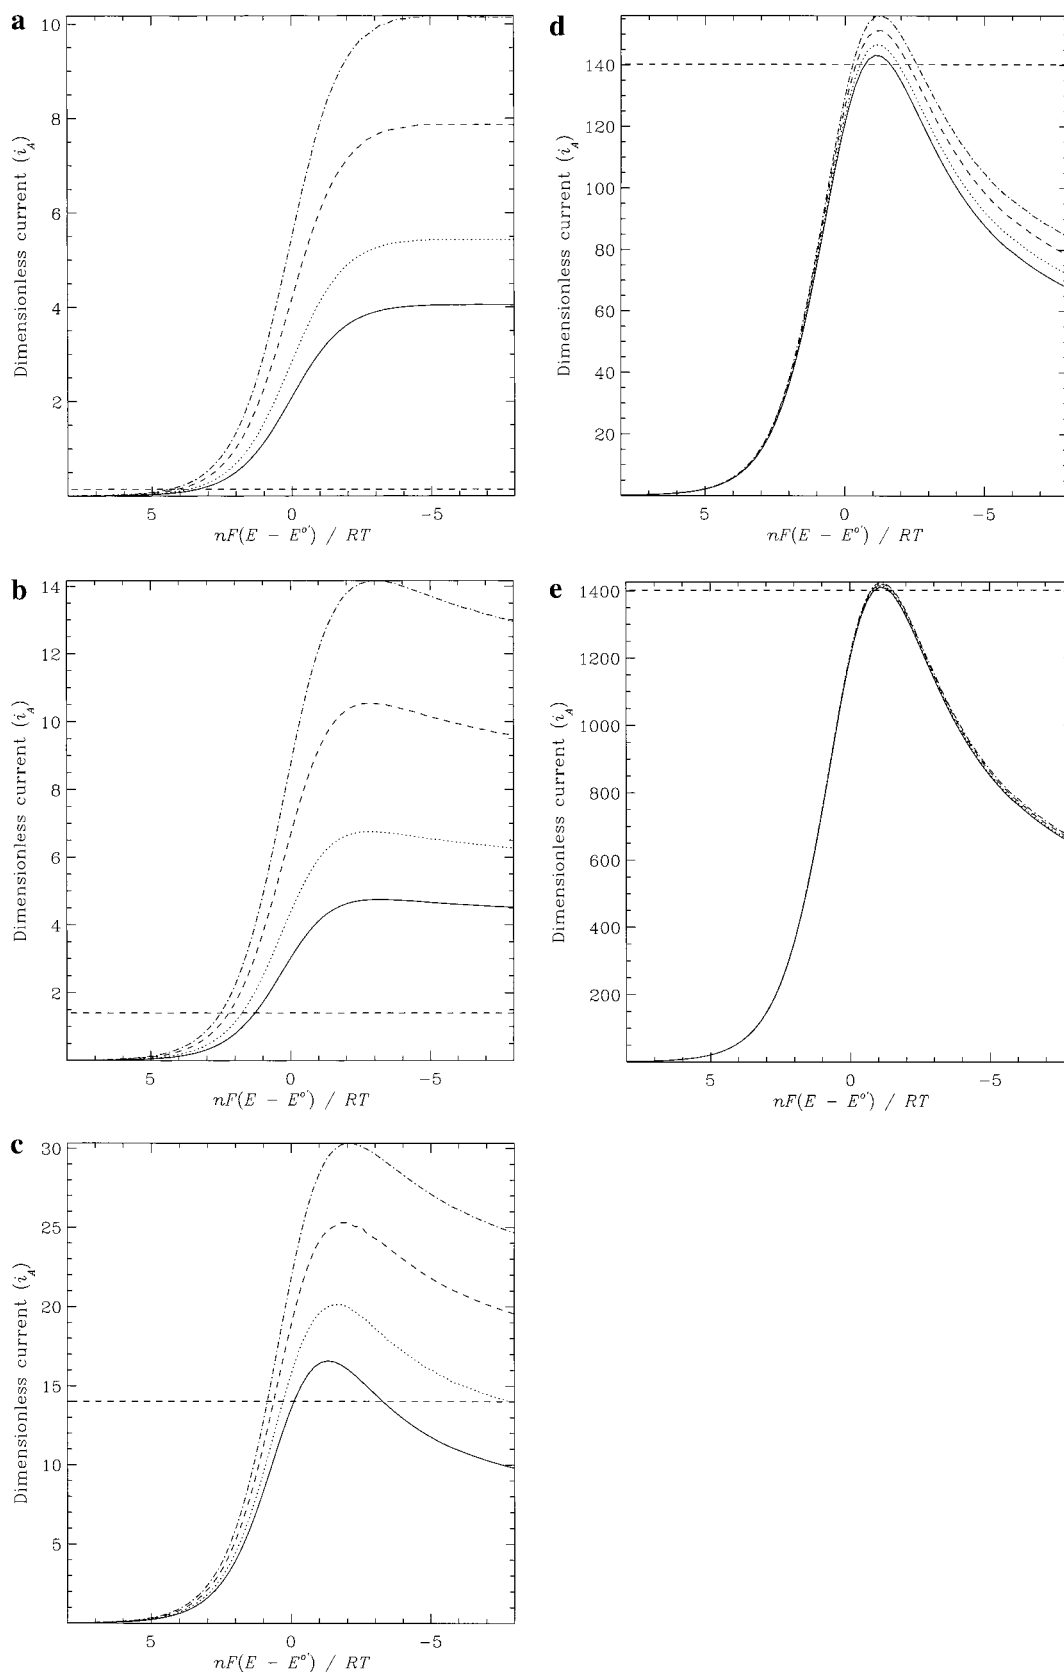 a
10
8
6
4
2
Dimensionless current (i_A)
5 0 −5
nF(E − E^{o'}) / RT
b
14
12
10
8
6
4
2
Dimensionless current (i_A)
5 0 −5
nF(E − E^{o'}) / RT
c
30
25
20
15
10
5
Dimensionless current (i_A)
5 0 −5
nF(E − E^{o'}) / RT
d
140
120
100
80
60
40
20
Dimensionless current (i_A)
5 0 −5
nF(E − E^{o'}) / RT
e
1400
1200
1000
800
600
400
200
Dimensionless current (i_A)
5 0 −5
nF(E − E^{o'}) / RT